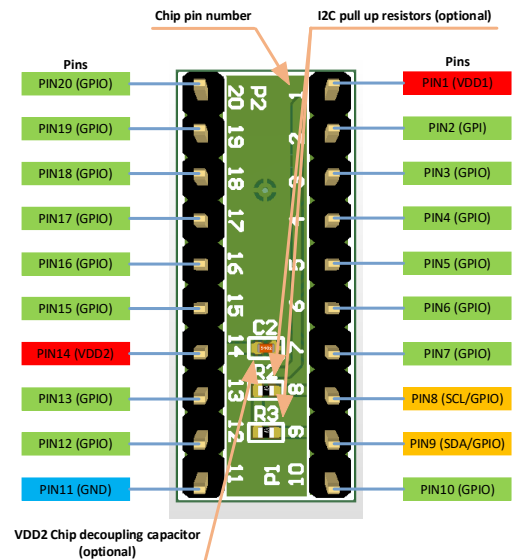 Chip pin number
I2C pull up resistors (optional)
Pins
Pins
PIN20 (GPIO)
PIN19 (GPIO)
PIN18 (GPIO)
PIN17 (GPIO)
PIN16 (GPIO)
PIN15 (GPIO)
PIN14 (VDD2)
PIN13 (GPIO)
PIN12 (GPIO)
PIN11 (GND)
20
19
18
17
16
15
14
13
12
11
P2
C2
R2
R3
P1
1
2
3
4
5
6
7
8
9
10
PIN1 (VDD1)
PIN2 (GPI)
PIN3 (GPIO)
PIN4 (GPIO)
PIN5 (GPIO)
PIN6 (GPIO)
PIN7 (GPIO)
PIN8 (SCL/GPIO)
PIN9 (SDA/GPIO)
PIN10 (GPIO)
VDD2 Chip decoupling capacitor
(optional)